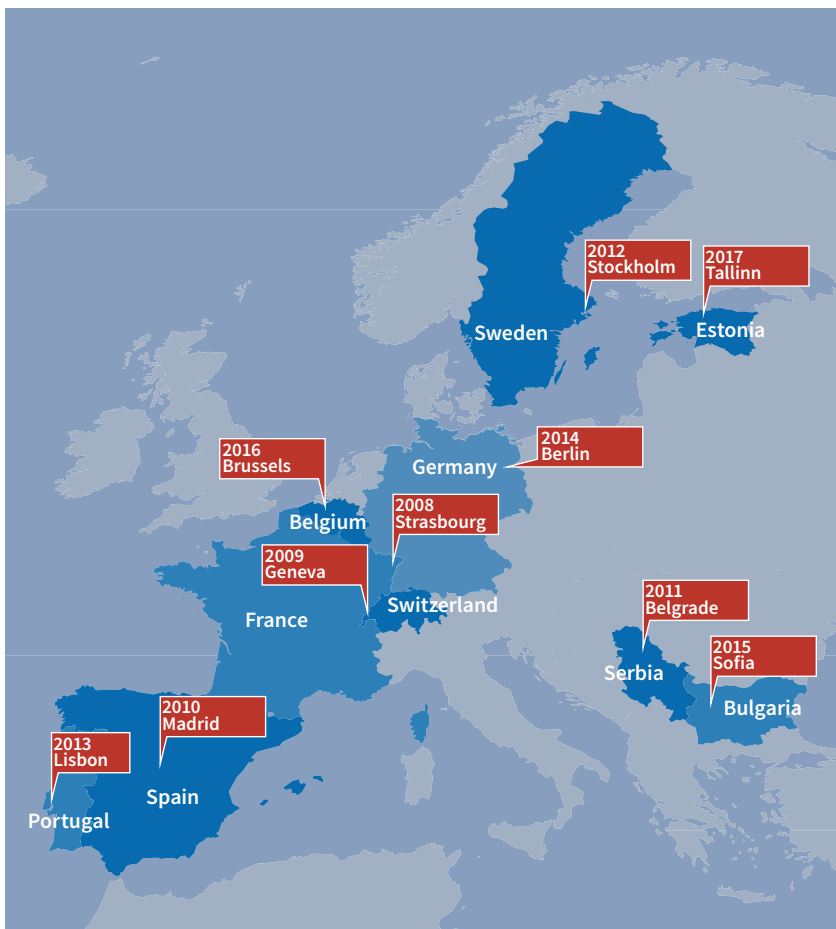 2012
Stockholm
2017
Tallinn
Sweden
Estonia
2014
Berlin
2016
Brussels
Germany
2008
Strasbourg
Belgium
2009
Geneva
Switzerland
France
2011
Belgrade
2015
Sofia
Serbia
Bulgaria
2010
Madrid
2013
Lisbon
Spain
Portugal